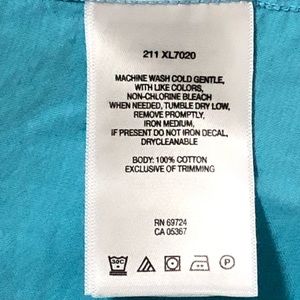 211 XL7020
MACHINE WASH COLD GENTLE,
WITH LIKE COLORS,
NON-CHLORINE BLEACH
WHEN NEEDED, TUMBLE DRY LOW,
REMOVE PROMPTLY,
IRON MEDIUM,
IF PRESENT DO NOT IRON DECAL,
DRYCLEANABLE
BODY: 100% COTTON
EXCLUSIVE OF TRIMMING
RN 69724
CA 05367
30C
P